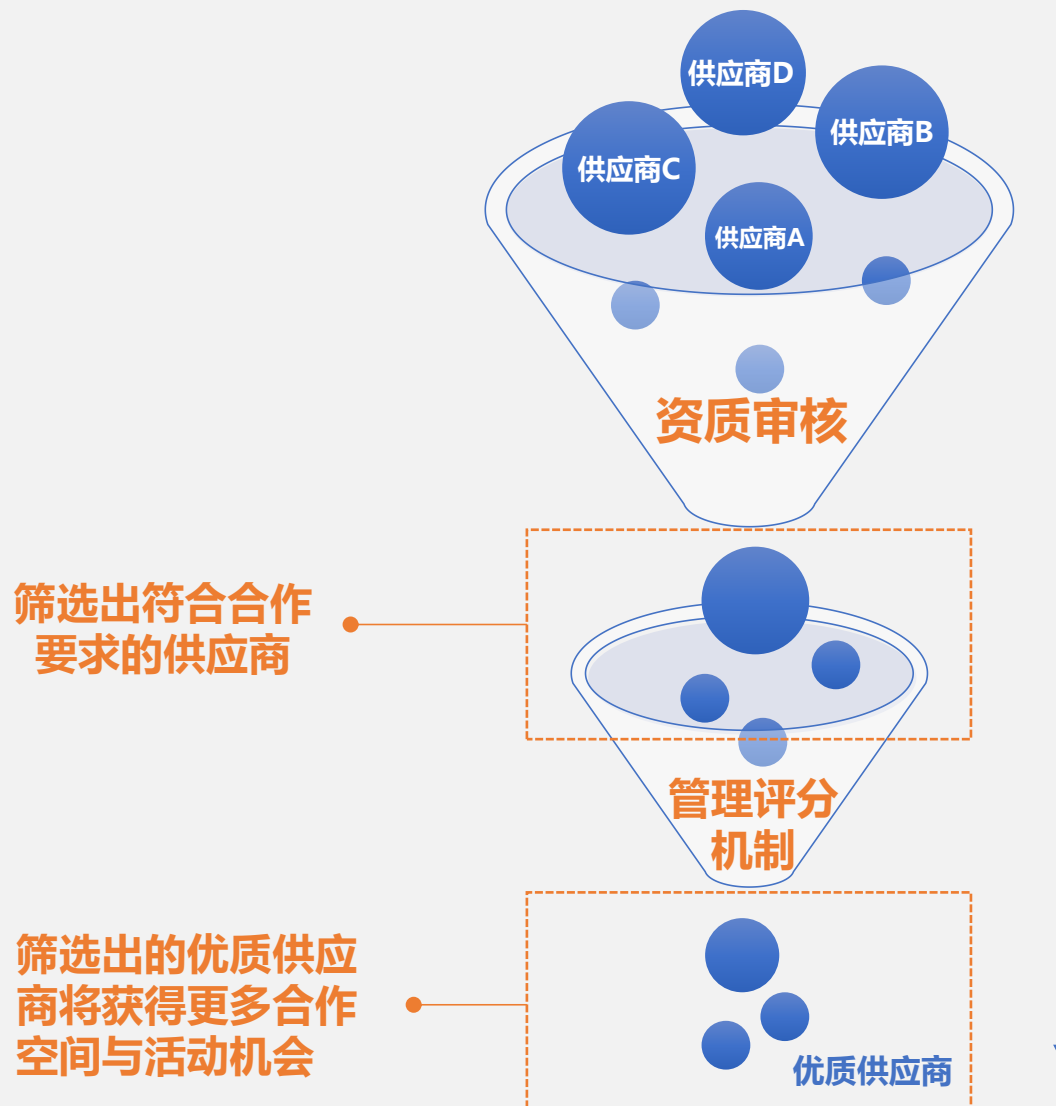 供应商D
供应商B
供应商C
供应商A
资质审核
筛选出符合合作
要求的供应商
管理评分
机制
筛选出的优质供应
商将获得更多合作
空间与活动机会
优质供应商